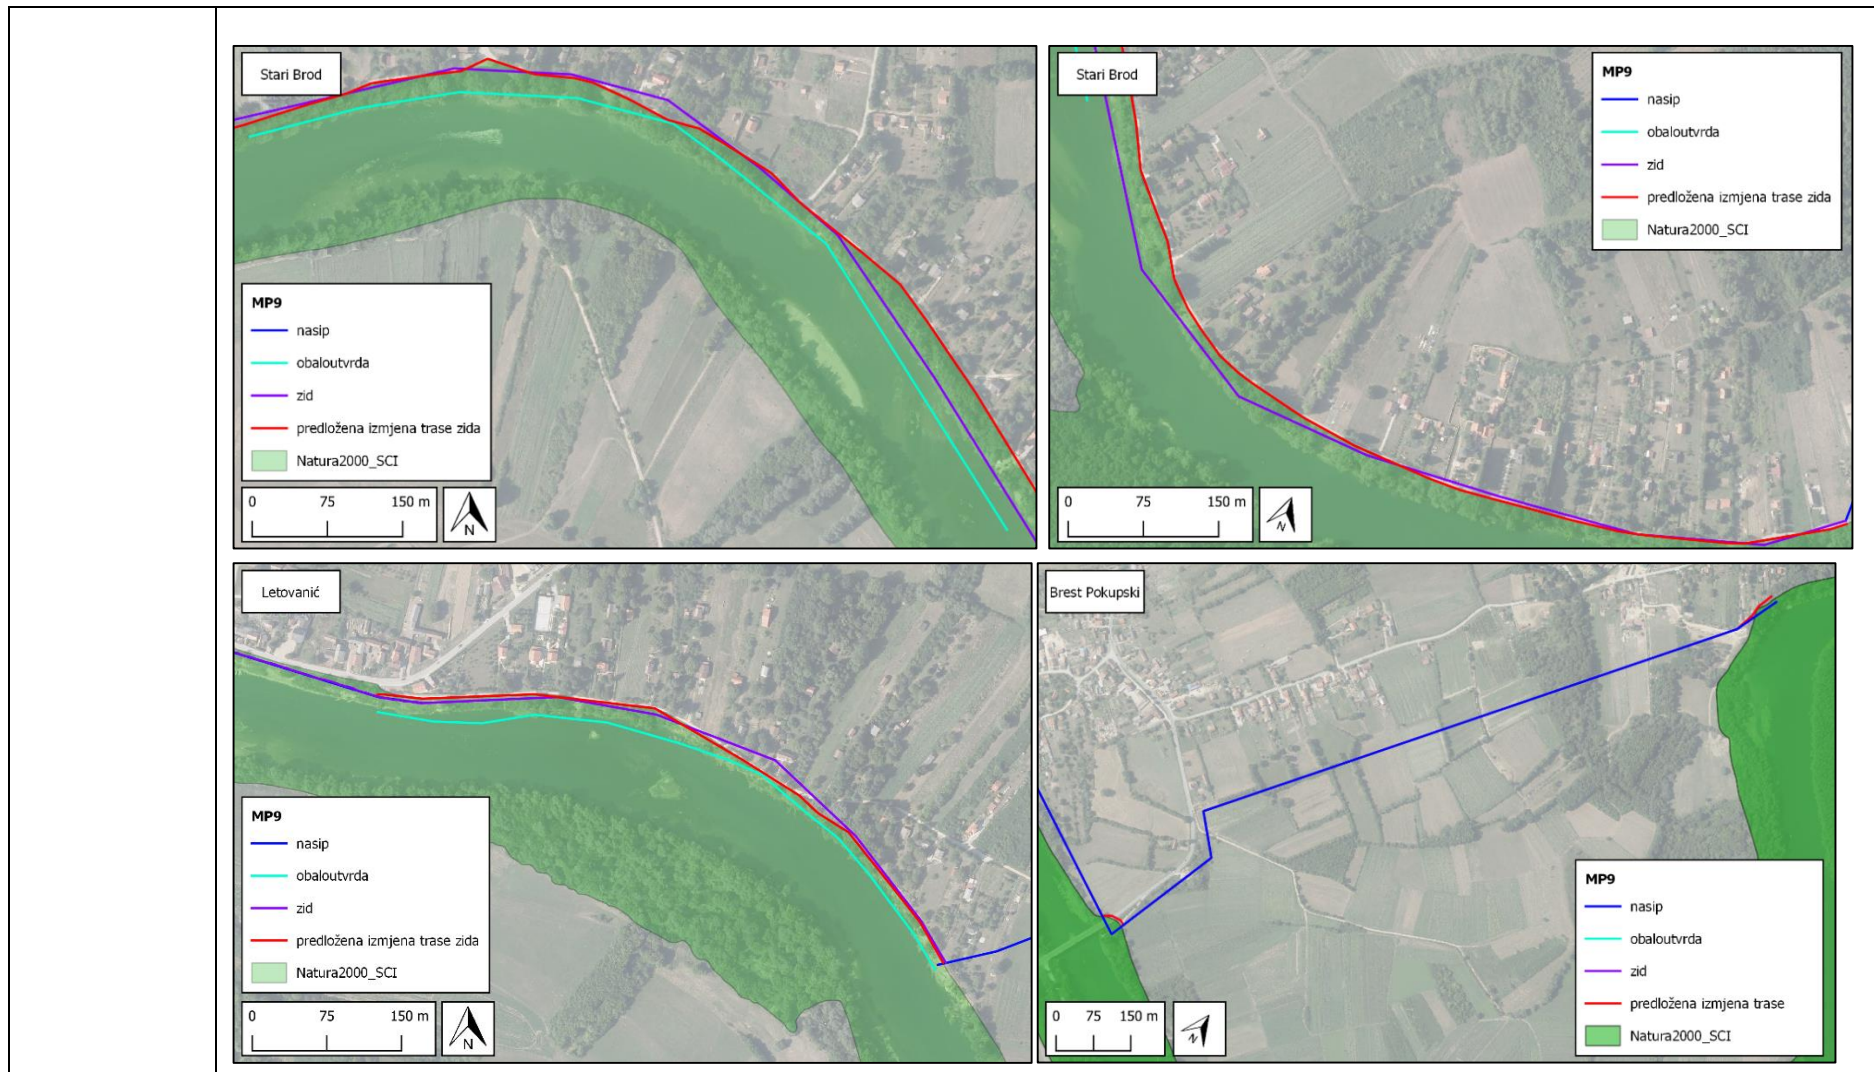 Stari Brod
MP9
nasip
obaloutvrda
zid
predložena izmjena trase zida
Natura2000_SCI
0 75 150 m
N
Stari Brod
MP9
nasip
obaloutvrda
zid
predložena izmjena trase zida
Natura2000_SCI
0 75 150 m
N
Letovanić
MP9
nasip
obaloutvrda
zid
predložena izmjena trase zida
Natura2000_SCI
0 75 150 m
N
Brest Pokupski
MP9
nasip
obaloutvrda
zid
predložena izmjena trase
Natura2000_SCI
0 75 150 m
N